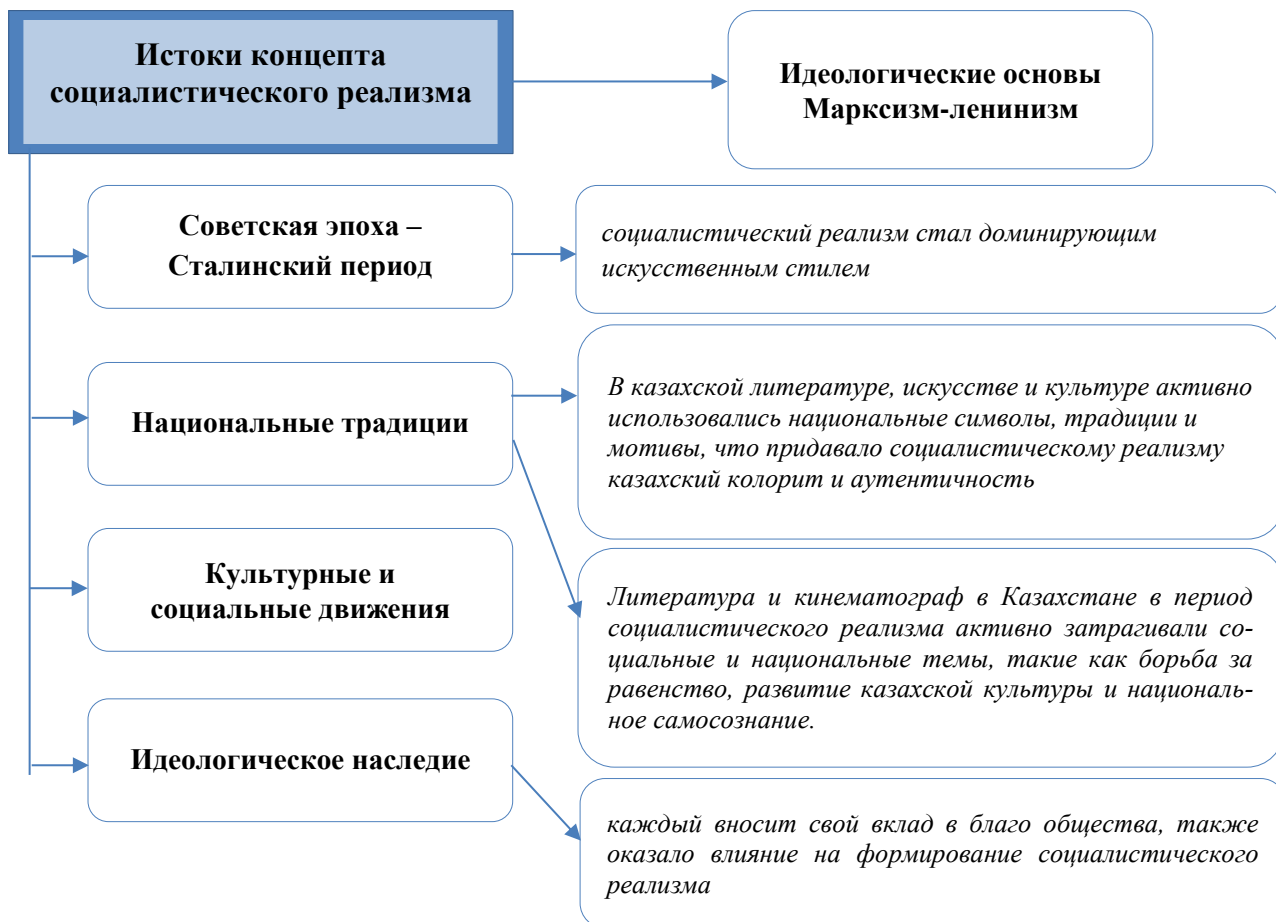 Истоки концепта
социалистического реализма
Идеологические основы
Марксизм-ленинизм
Советская эпоха –
Сталинский период
социалистический реализм стал доминирующим
искусственным стилем
Национальные традиции
В казахской литературе, искусстве и культуре активно
использовались национальные символы, традиции и
мотивы, что придавало социалистическому реализму
казахский колорит и аутентичность
Культурные и
социальные движения
Литература и кинематограф в Казахстане в период
социалистического реализма активно затрагивали со-
циальные и национальные темы, такие как борьба за
равенство, развитие казахской культуры и националь-
ное самосознание.
Идеологическое наследие
каждый вносит свой вклад в благо общества, также
оказало влияние на формирование социалистического
реализма